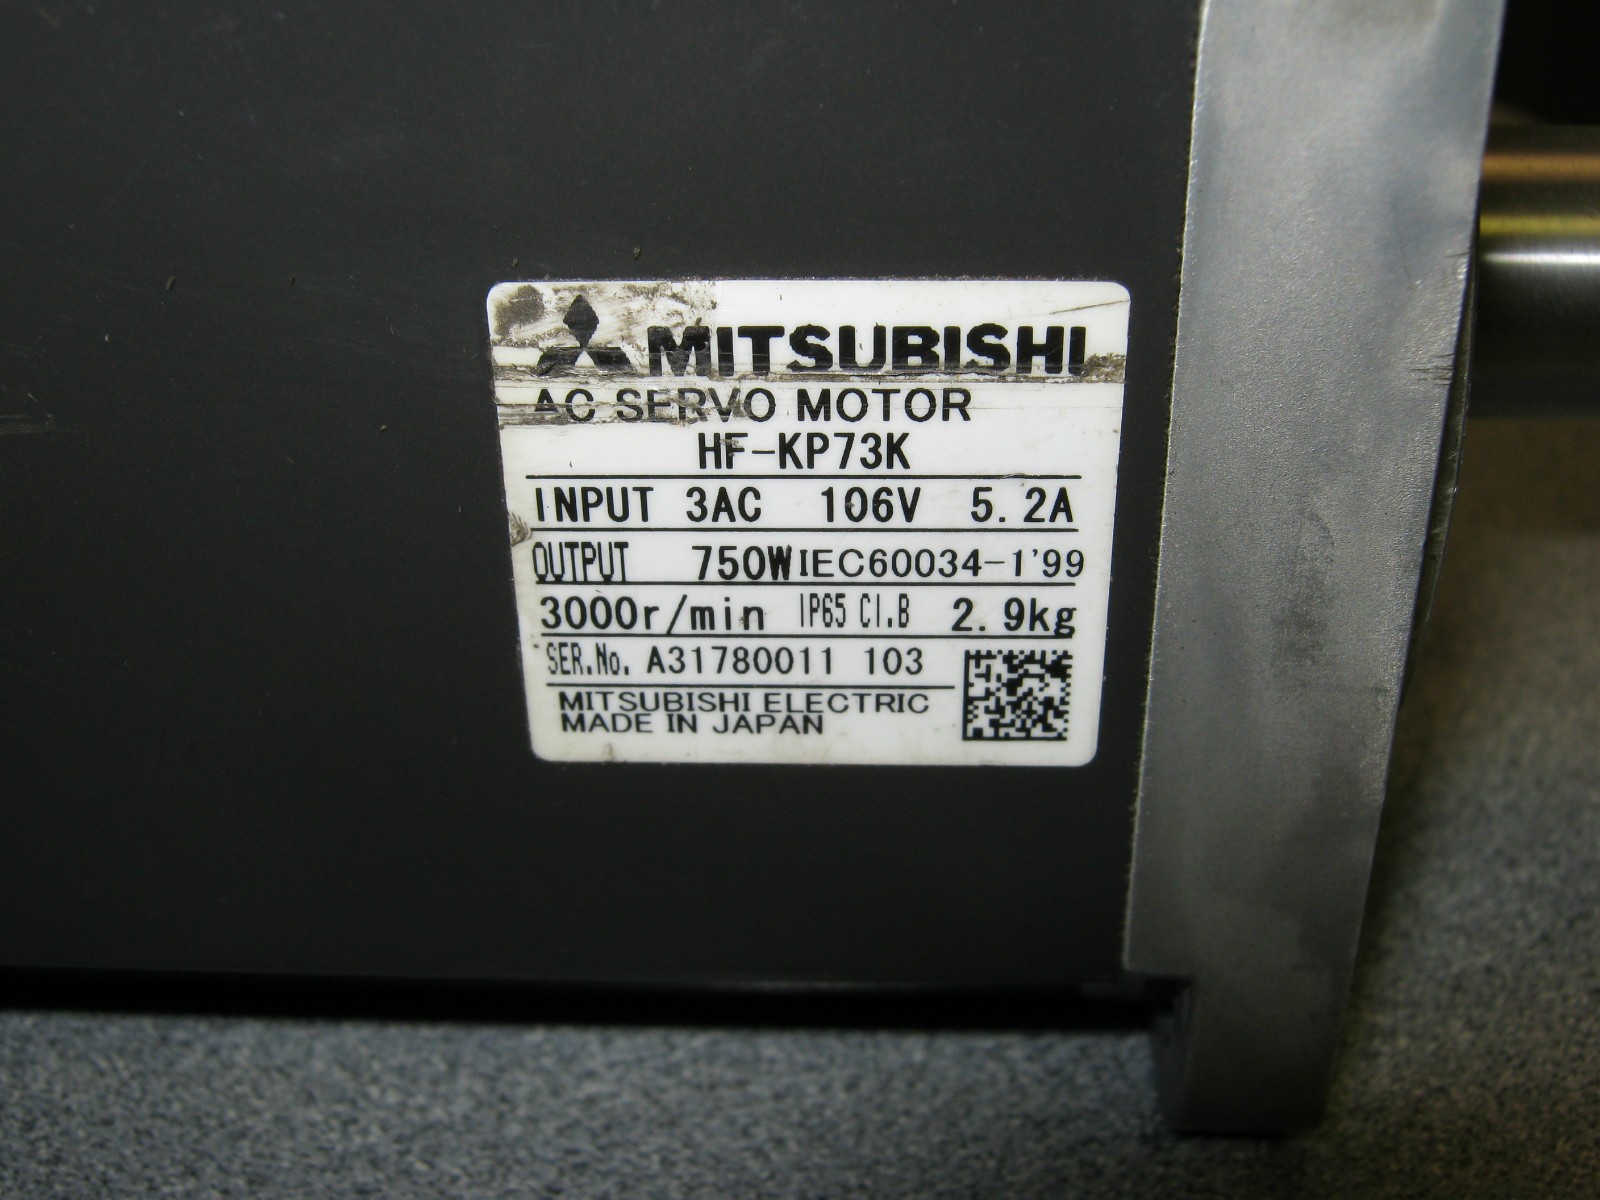 MITSUBISHI
AC SERVO MOTOR
HF-KP73K
INPUT 3AC 106V 5.2A
OUTPUT 750W IEC60034-1'99
3000r/min IP65 CI.B 2.9kg
SER.No. A31780011 103
MITSUBISHI ELECTRIC
MADE IN JAPAN